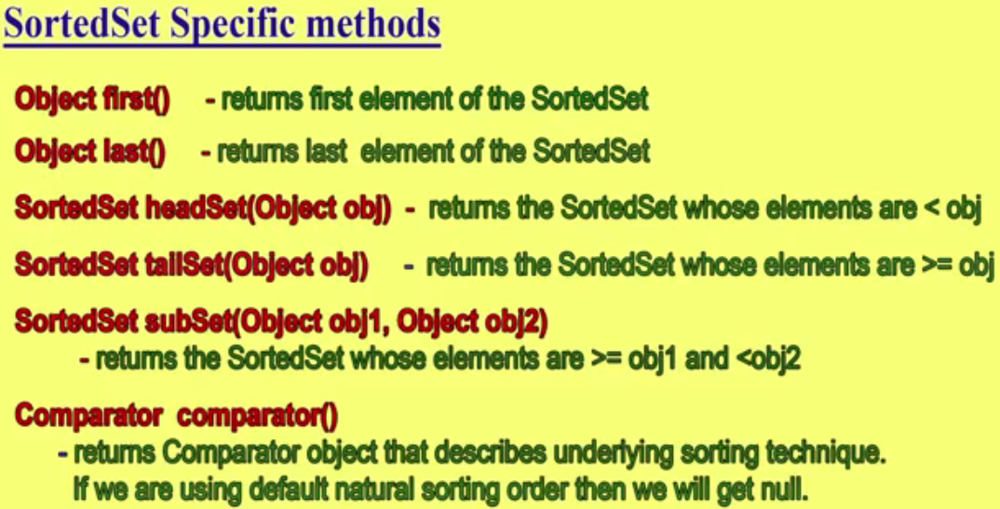 SortedSet Specific methods
Object first() - returns first element of the SortedSet
Object last() - returns last element of the SortedSet
SortedSet headSet(Object obj) - returns the SortedSet whose elements are < obj
SortedSet tailSet(Object obj) - returns the SortedSet whose elements are >= obj
SortedSet subSet(Object obj1, Object obj2)
- returns the SortedSet whose elements are >= obj1 and <obj2
Comparator comparator()
- returns Comparator object that describes underlying sorting technique.
If we are using default natural sorting order then we will get null.